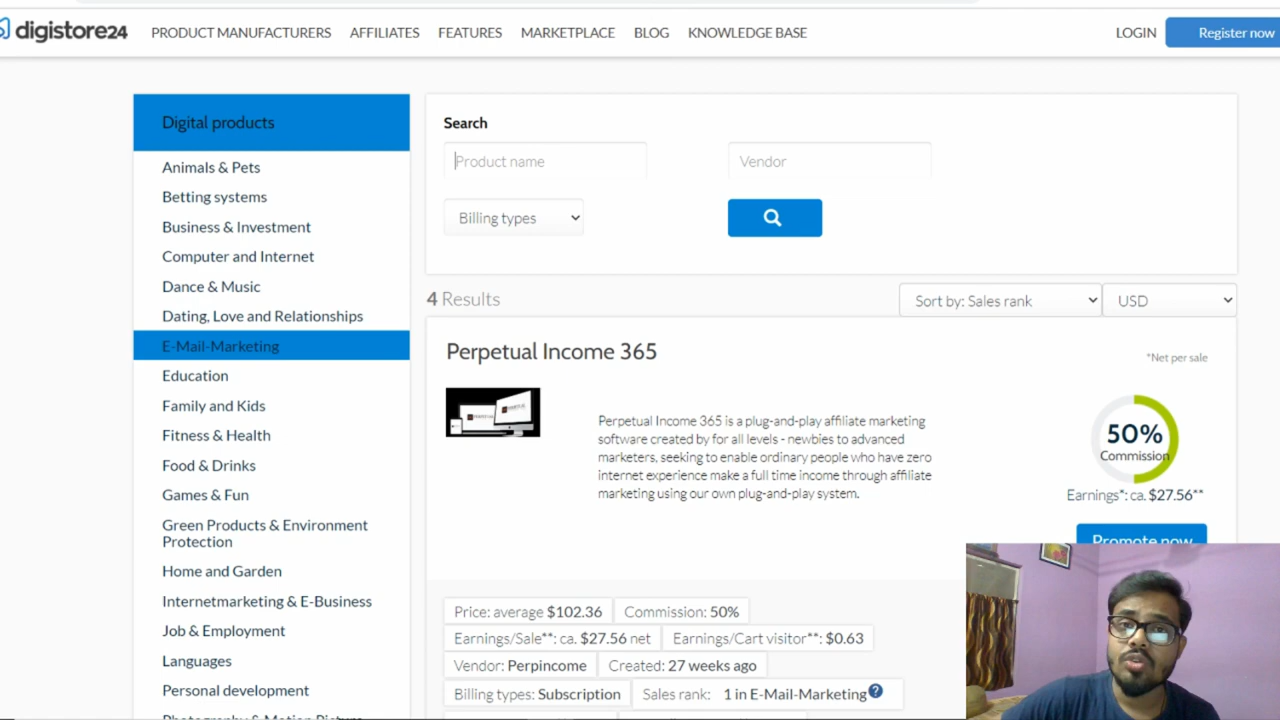 digistore24 PRODUCT MANUFACTURERS AFFILIATES FEATURES MARKETPLACE BLOG KNOWLEDGE BASE LOGIN Register now
Digital products
Animals & Pets
Betting systems
Business & Investment
Computer and Internet
Dance & Music
Dating, Love and Relationships
E-Mail-Marketing
Education
Family and Kids
Fitness & Health
Food & Drinks
Games & Fun
Green Products & Environment
Protection
Home and Garden
Internetmarketing & E-Business
Job & Employment
Languages
Personal development
Search
Product name Vendor
Billing types
4 Results Sort by: Sales rank USD
Perpetual Income 365
*Net per sale
Perpetual Income 365 is a plug-and-play affiliate marketing
software created by for all levels - newbies to advanced
marketers, seeking to enable ordinary people who have zero
internet experience make a full time income through affiliate
marketing using our own plug-and-play system.
50%
Commission
Earnings*: ca. $27.56**
Promote now
Price: average $102.36 Commission: 50%
Earnings/Sale**: ca. $27.56 net Earnings/Cart visitor**: $0.63
Vendor: Perpincome Created: 27 weeks ago
Billing types: Subscription Sales rank: 1 in E-Mail-Marketing ?